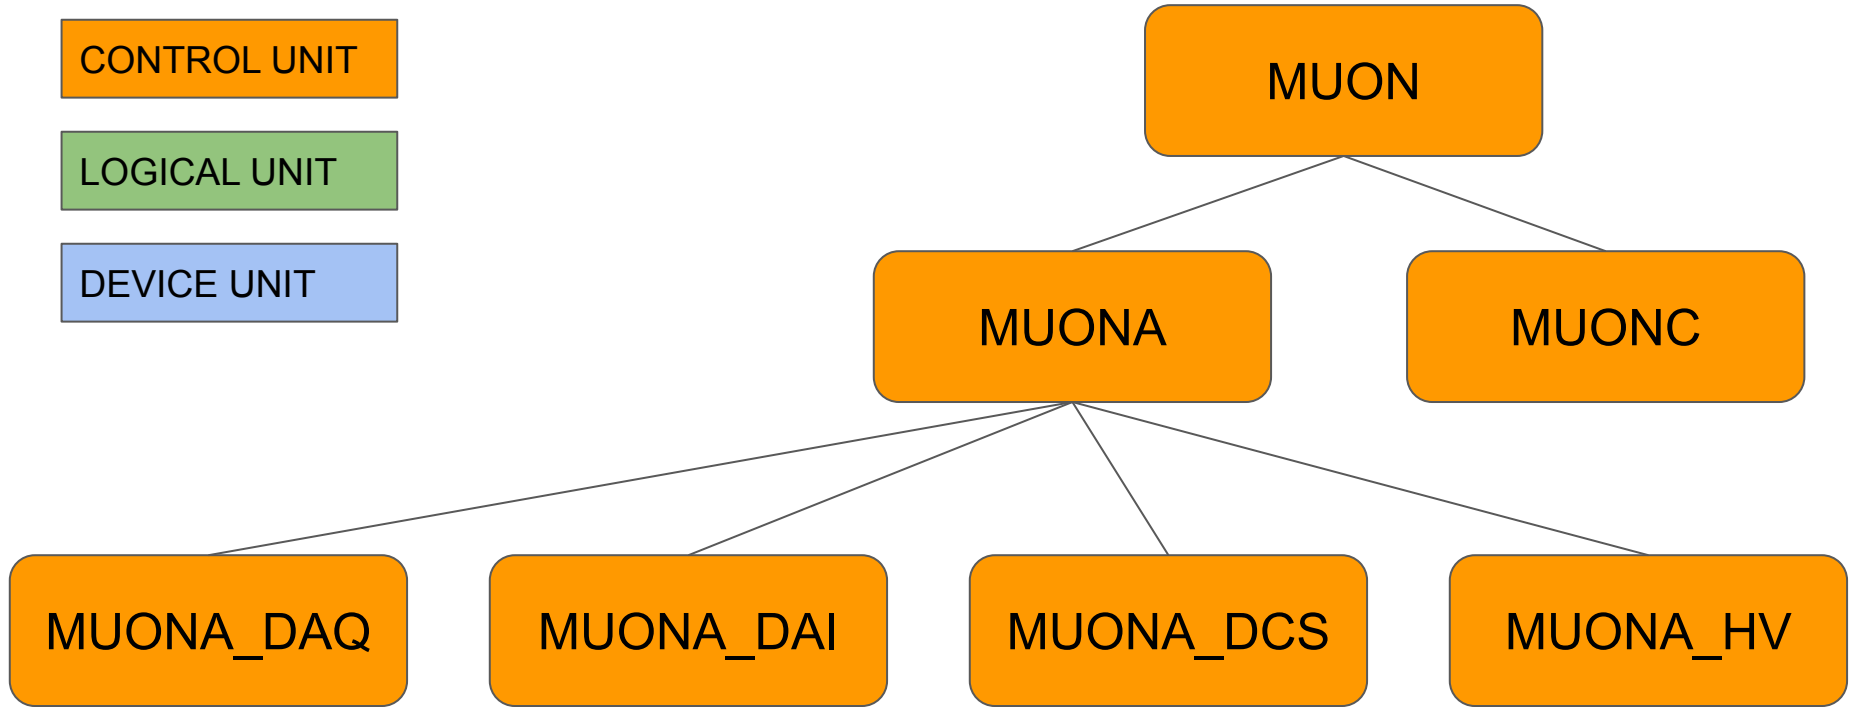 CONTROL UNIT
LOGICAL UNIT
DEVICE UNIT
MUON
MUONA
MUONC
MUONA_DAQ
MUONA_DAI
MUONA_DCS
MUONA_HV